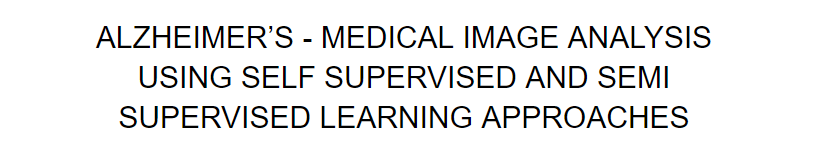 ALZHEIMER’S - MEDICAL IMAGE ANALYSIS
USING SELF SUPERVISED AND SEMI
SUPERVISED LEARNING APPROACHES